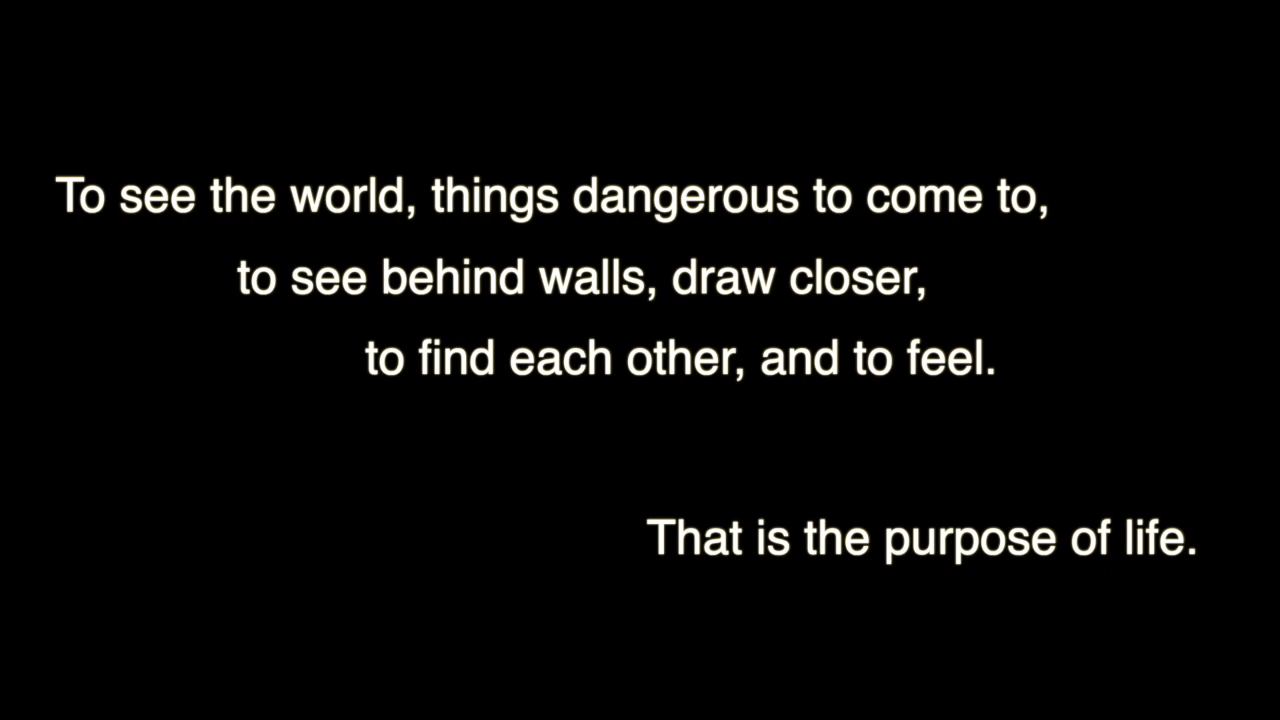 To see the world, things dangerous to come to,
to see behind walls, draw closer,
to find each other, and to feel.
That is the purpose of life.